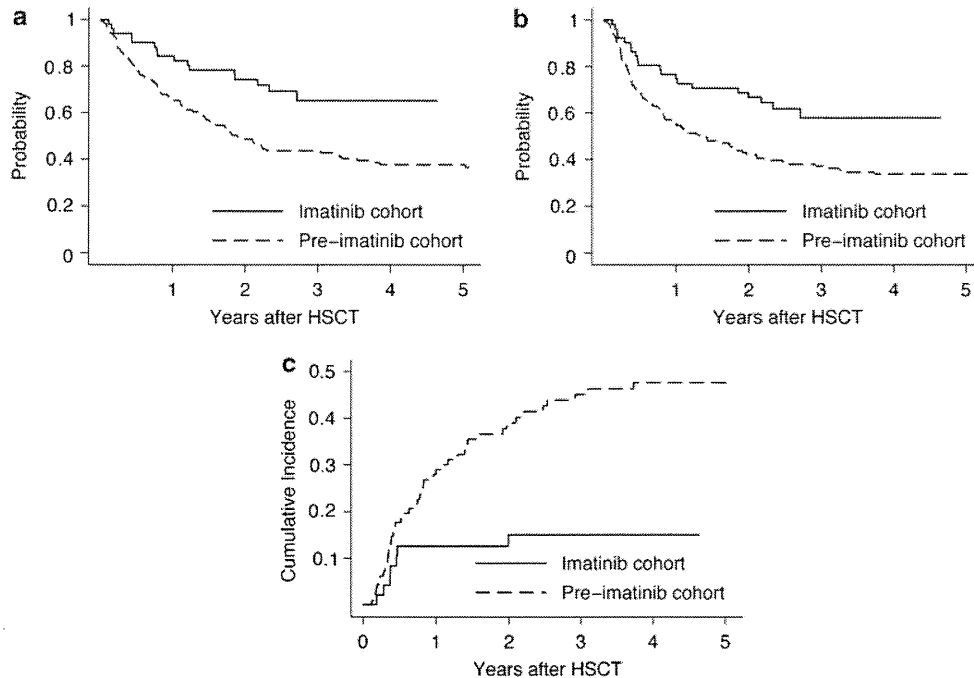 a
1
0.8
0.6
0.4
0.2
0
Probability
Imatinib cohort
Pre-imatinib cohort
1 2 3 4 5
Years after HSCT
b
1
0.8
0.6
0.4
0.2
0
Probability
Imatinib cohort
Pre-imatinib cohort
1 2 3 4 5
Years after HSCT
c
0.5
0.4
0.3
0.2
0.1
Cumulative Incidence
Imatinib cohort
Pre-imatinib cohort
0 1 2 3 4 5
Years after HSCT